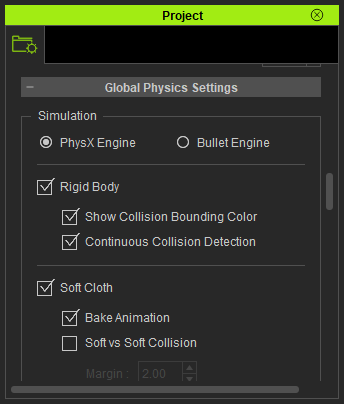 Project
Global Physics Settings
Simulation
PhysX Engine
Bullet Engine
Rigid Body
Show Collision Bounding Color
Continuous Collision Detection
Soft Cloth
Bake Animation
Soft vs Soft Collision
Margin : 2.00